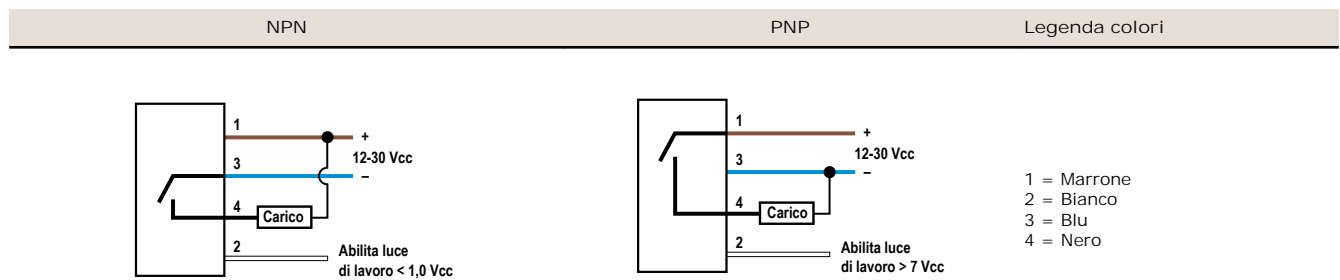 NPN
PNP
Legenda colori
1
+
12-30 Vcc
3
–
4
Carico
2
Abilita luce
di lavoro < 1,0 Vcc
1
+
12-30 Vcc
3
–
4
Carico
2
Abilita luce
di lavoro > 7 Vcc
1 = Marrone
2 = Bianco
3 = Blu
4 = Nero